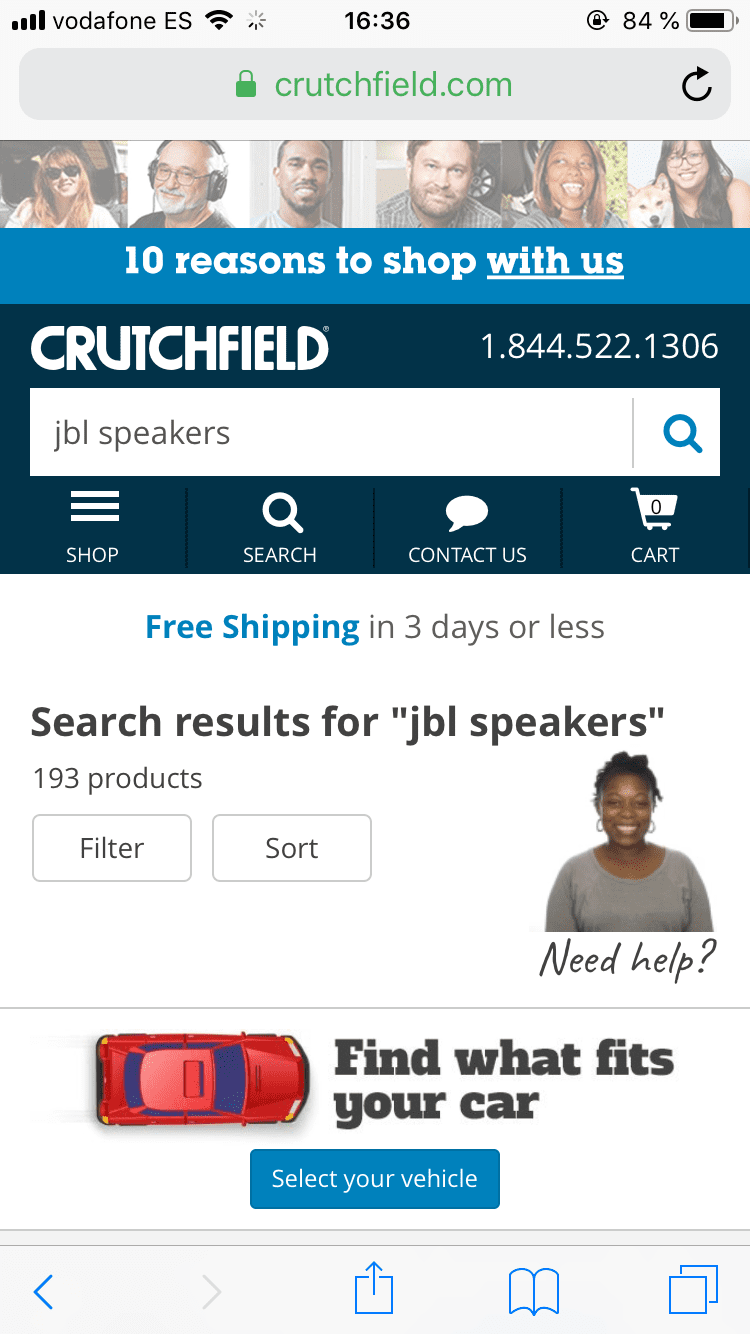 vodafone ES 16:36 84 %
crutchfield.com
10 reasons to shop with us
CRUTCHFIELD® 1.844.522.1306
jbl speakers
0
SHOP SEARCH CONTACT US CART
Free Shipping in 3 days or less
Search results for "jbl speakers"
193 products
Filter Sort
Need help?
Find what fits
your car
Select your vehicle